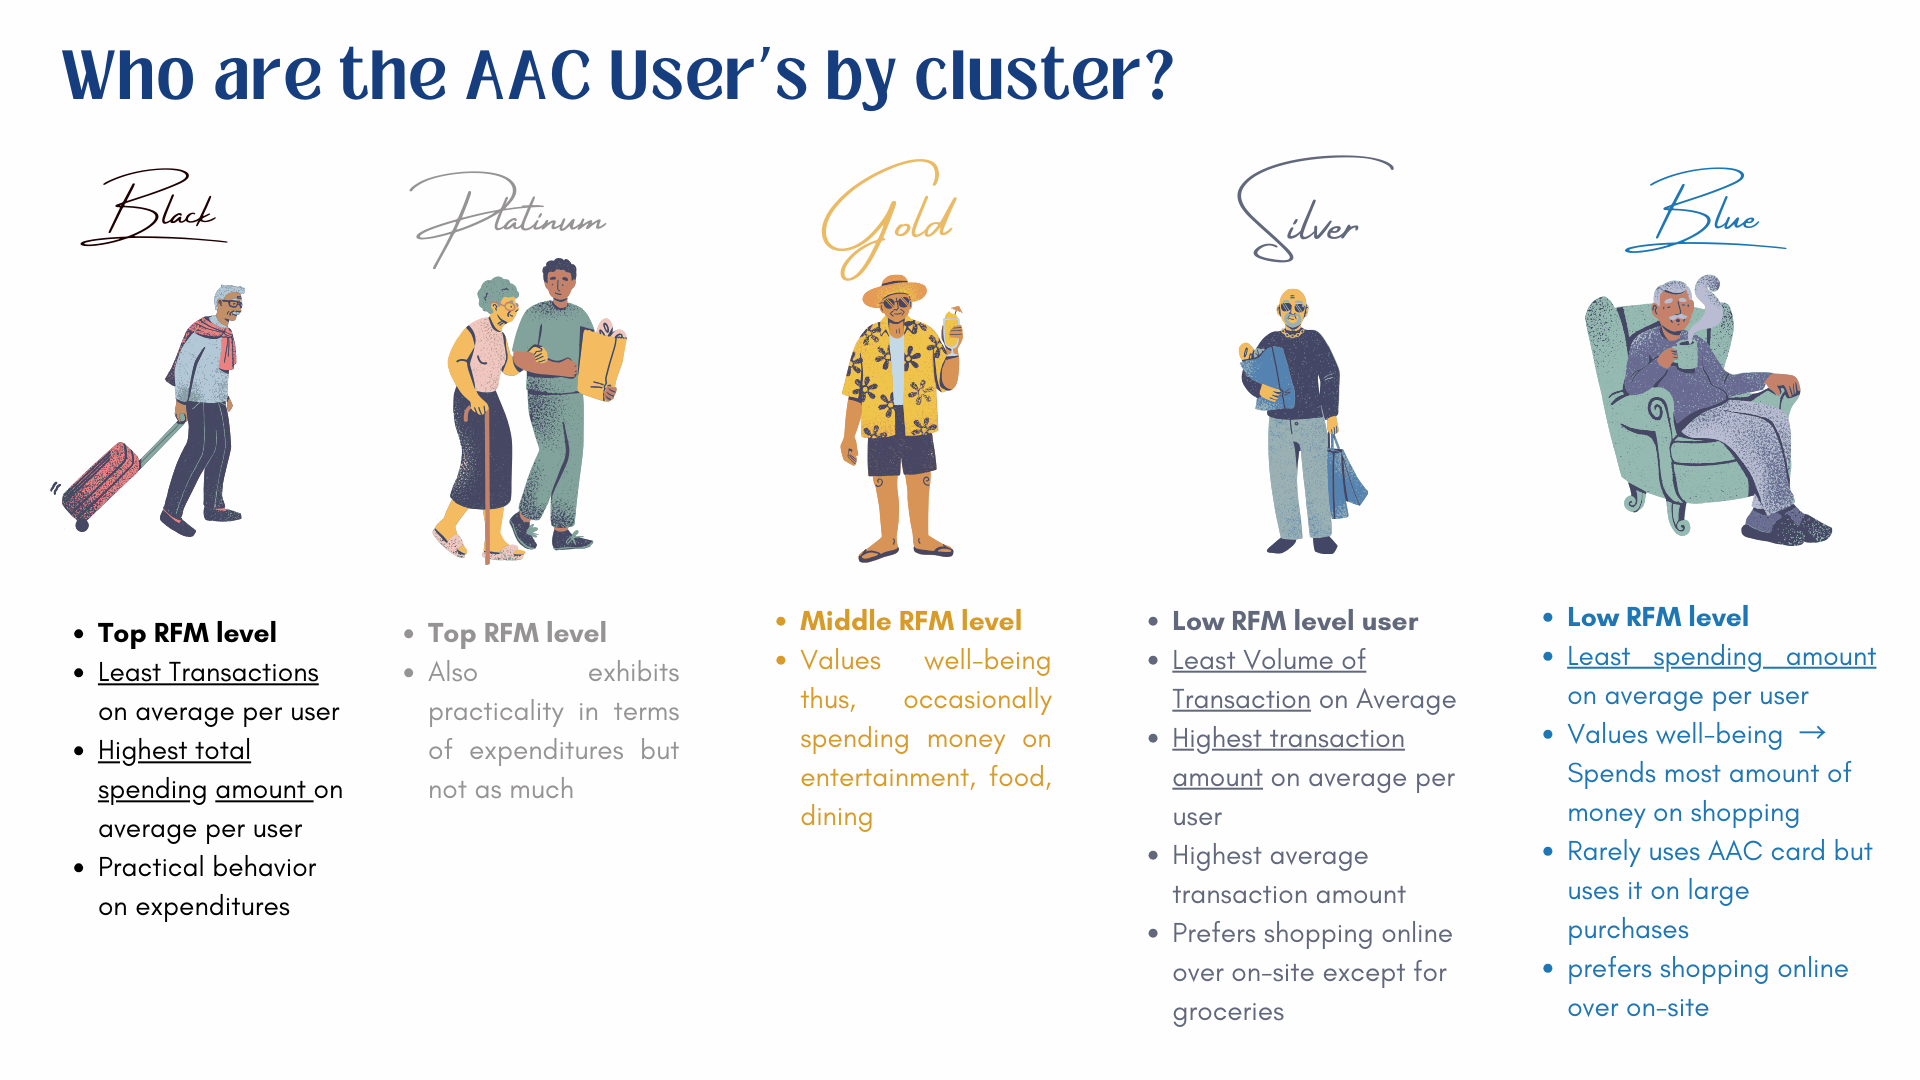 Who are the AAC User's by cluster?
Black
Platinum
Gold
Silver
Blue
• Top RFM level
• Least Transactions
on average per user
• Highest total
spending amount on
average per user
• Practical behavior
on expenditures
• Top RFM level
• Also exhibits
practicality in terms
of expenditures but
not as much
• Middle RFM level
• Values well-being
thus, occasionally
spending money on
entertainment, food,
dining
• Low RFM level user
• Least Volume of
Transaction on Average
• Highest transaction
amount on average per
user
• Highest average
transaction amount
• Prefers shopping online
over on-site except for
groceries
• Low RFM level
• Least spending amount
on average per user
• Values well-being →
Spends most amount of
money on shopping
• Rarely uses AAC card but
uses it on large
purchases
• prefers shopping online
over on-site